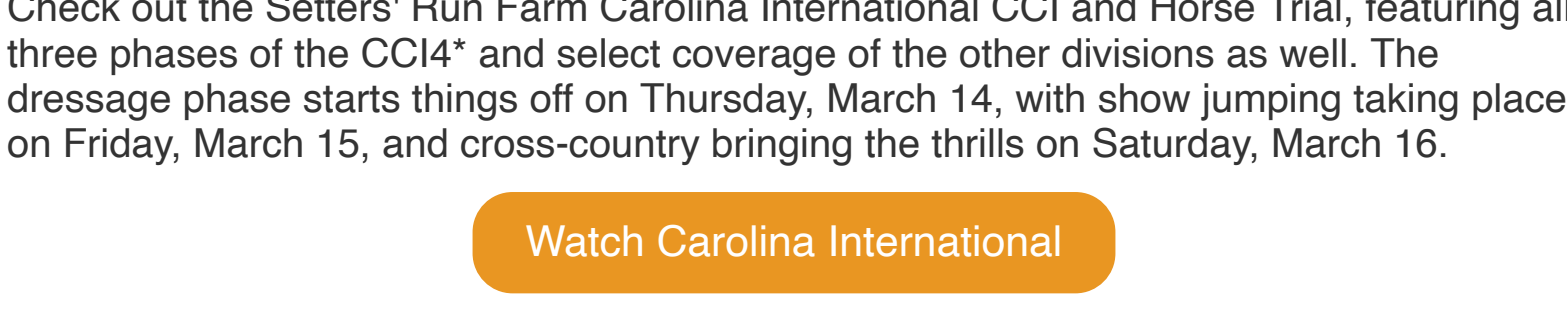 Check out the Setters' Run Farm Carolina International CCI and Horse Trial, featuring all
three phases of the CCI4* and select coverage of the other divisions as well. The
dressage phase starts things off on Thursday, March 14, with show jumping taking place
on Friday, March 15, and cross-country bringing the thrills on Saturday, March 16.
Watch Carolina International